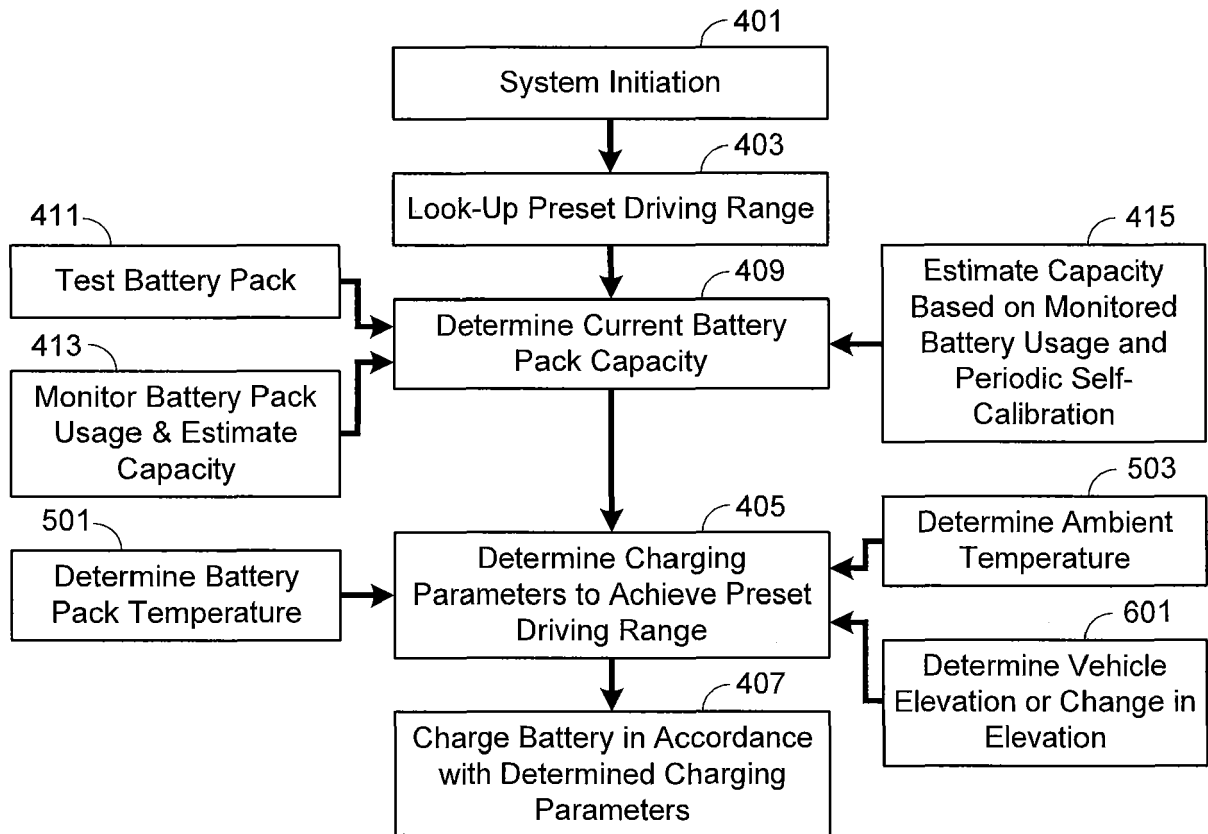 401
System Initiation
403
Look-Up Preset Driving Range
411
Test Battery Pack
409
Determine Current Battery
Pack Capacity
415
Estimate Capacity
Based on Monitored
Battery Usage and
Periodic Self-
Calibration
413
Monitor Battery Pack
Usage & Estimate
Capacity
501
Determine Battery
Pack Temperature
405
Determine Charging
Parameters to Achieve Preset
Driving Range
503
Determine Ambient
Temperature
601
Determine Vehicle
Elevation or Change in
Elevation
407
Charge Battery in Accordance
with Determined Charging
Parameters